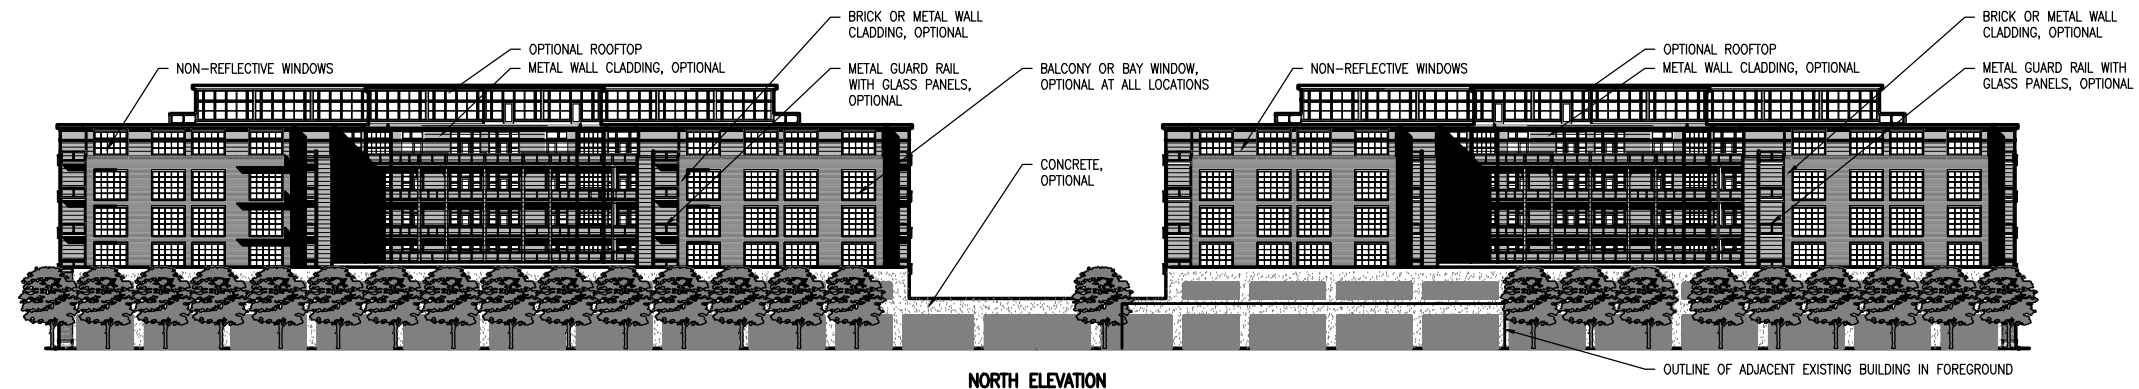 BRICK OR METAL WALL
CLADDING, OPTIONAL
OPTIONAL ROOFTOP
METAL WALL CLADDING, OPTIONAL
NON-REFLECTIVE WINDOWS
METAL GUARD RAIL
WITH GLASS PANELS,
OPTIONAL
BALCONY OR BAY WINDOW,
OPTIONAL AT ALL LOCATIONS
CONCRETE,
OPTIONAL
BRICK OR METAL WALL
CLADDING, OPTIONAL
OPTIONAL ROOFTOP
METAL WALL CLADDING, OPTIONAL
NON-REFLECTIVE WINDOWS
METAL GUARD RAIL WITH
GLASS PANELS, OPTIONAL
OUTLINE OF ADJACENT EXISTING BUILDING IN FOREGROUND
NORTH ELEVATION